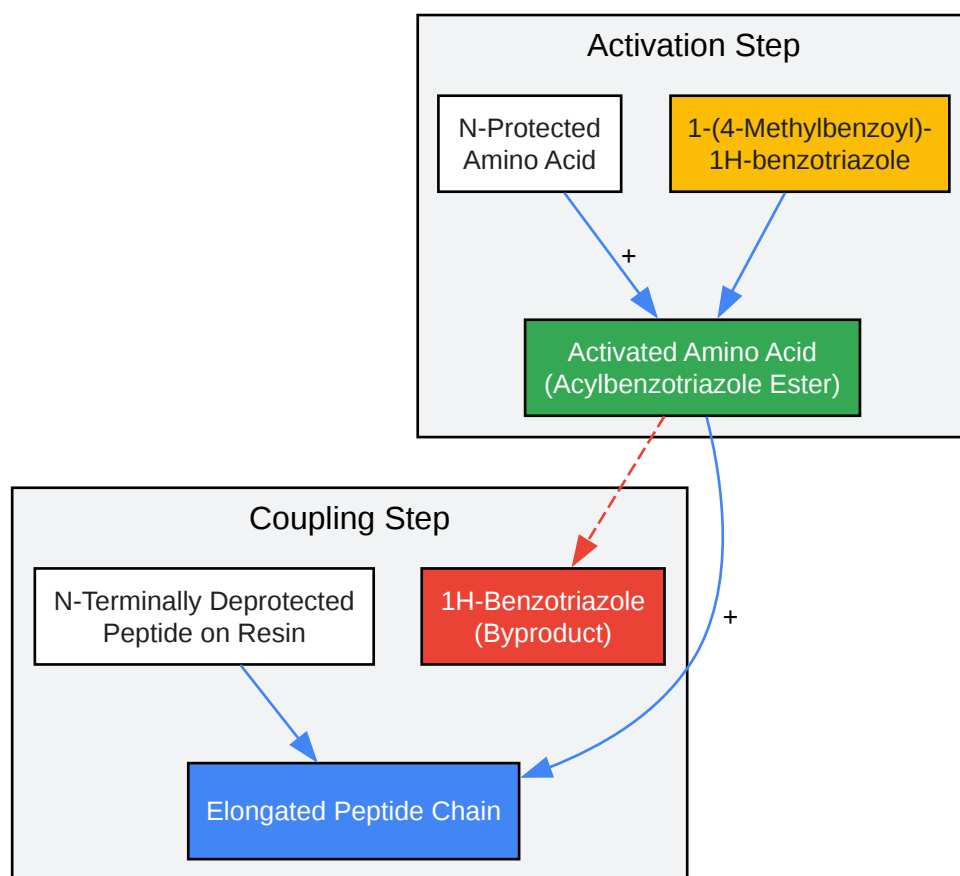 Activation Step
N-Protected
Amino Acid
1-(4-Methylbenzoyl)-
1H-benzotriazole
+
Activated Amino Acid
(Acylbenzotriazole Ester)
Coupling Step
N-Terminally Deprotected
Peptide on Resin
1H-Benzotriazole
(Byproduct)
+
Elongated Peptide Chain